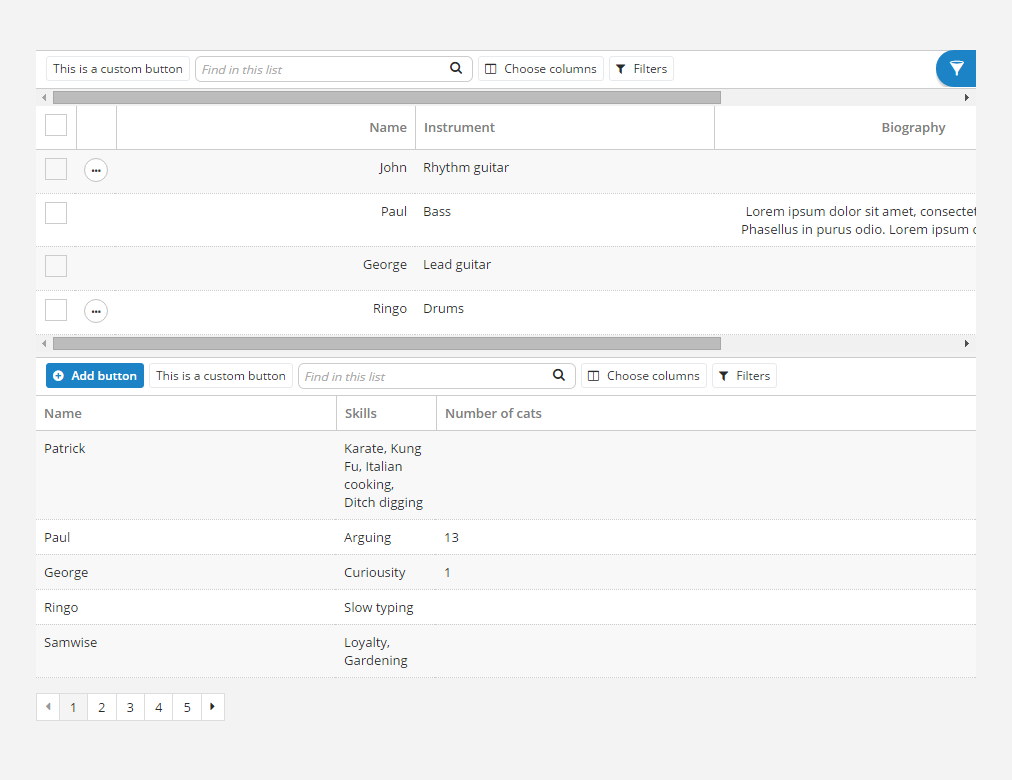 This is a custom button Find in this list Choose columns Filters
Name Instrument Biography
John Rhythm guitar
Paul Bass Lorem ipsum dolor sit amet, consectet
Phasellus in purus odio. Lorem ipsum
George Lead guitar
Ringo Drums
Add button This is a custom button Find in this list Choose columns Filters
Name Skills Number of cats
Patrick Karate, Kung
Fu, Italian
cooking,
Ditch digging
Paul Arguing 13
George Curiousity 1
Ringo Slow typing
Samwise Loyalty,
Gardening
1 2 3 4 5